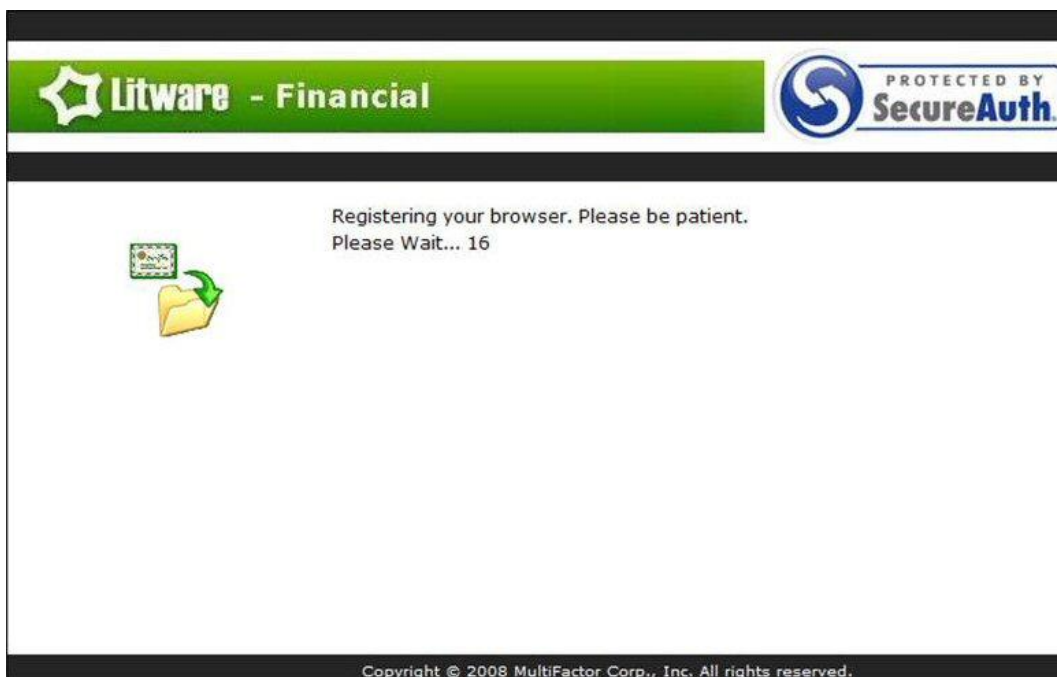 Litware - Financial
PROTECTED BY
SecureAuth.
Registering your browser. Please be patient.
Please Wait... 16
Copyright © 2008 MultiFactor Corp., Inc. All rights reserved.